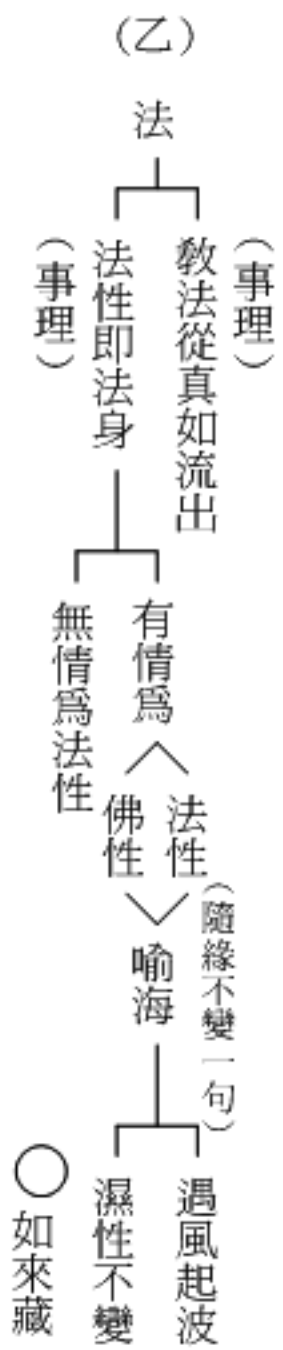 （乙）
法
（事理）
教法從真如流出
法性即法身
（事理）
有情爲
法性
佛性
（隨緣不變一句）
喻海
遇風起波
濕性不變
無情爲法性
○如來藏